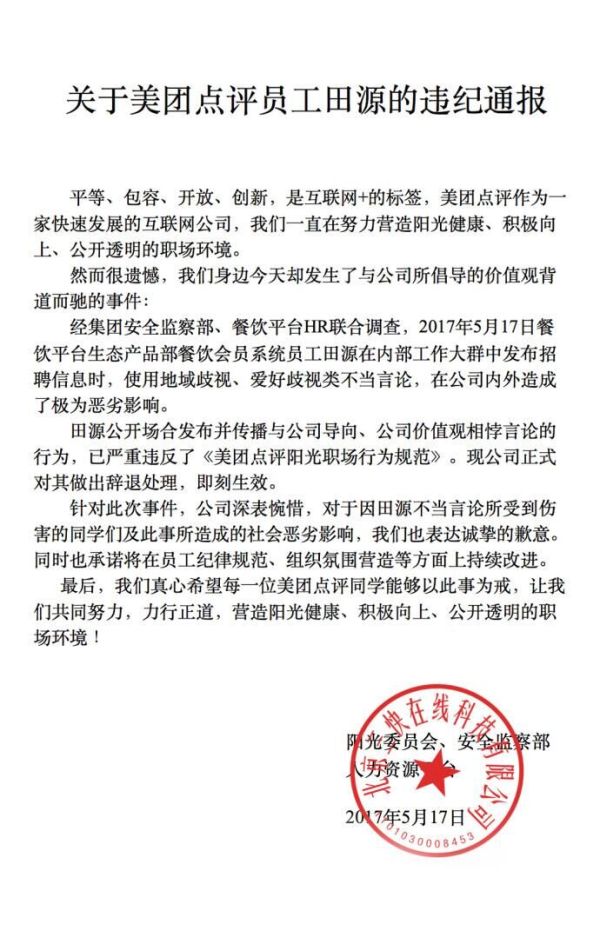 关于美团点评员工田源的违纪通报
平等、包容、开放、创新，是互联网+的标签，美团点评作为一
家快速发展的互联网公司，我们一直在努力营造阳光健康、积极向
上、公开透明的职场环境。
然而很遗憾，我们身边今天却发生了与公司所倡导的价值观背
道而驰的事件：
经集团安全监察部、餐饮平台HR联合调查，2017年5月17日餐
饮平台生态产品部餐饮会员系统员工田源在内部工作大群中发布招
聘信息时，使用地域歧视、爱好歧视类不当言论，在公司内外造成
了极为恶劣影响。
田源公开场合发布并传播与公司导向、公司价值观相悖言论的
行为，已严重违反了《美团点评阳光职场行为规范》。现公司正式
对其做出辞退处理，即刻生效。
针对此次事件，公司深表惋惜，对于因田源不当言论所受到伤
害的同学们及此事所造成的社会恶劣影响，我们也表达诚挚的歉意。
同时也承诺将在员工纪律规范、组织氛围营造等方面上持续改进。
最后，我们真心希望每一位美团点评同学能够以此事为戒，让我
们共同努力，力行正道，营造阳光健康、积极向上、公开透明的职
场环境！
阳光委员会、安全监察部
人力资源 台
2017年5月17日
北京三快在线科技有限公司
1101030008453